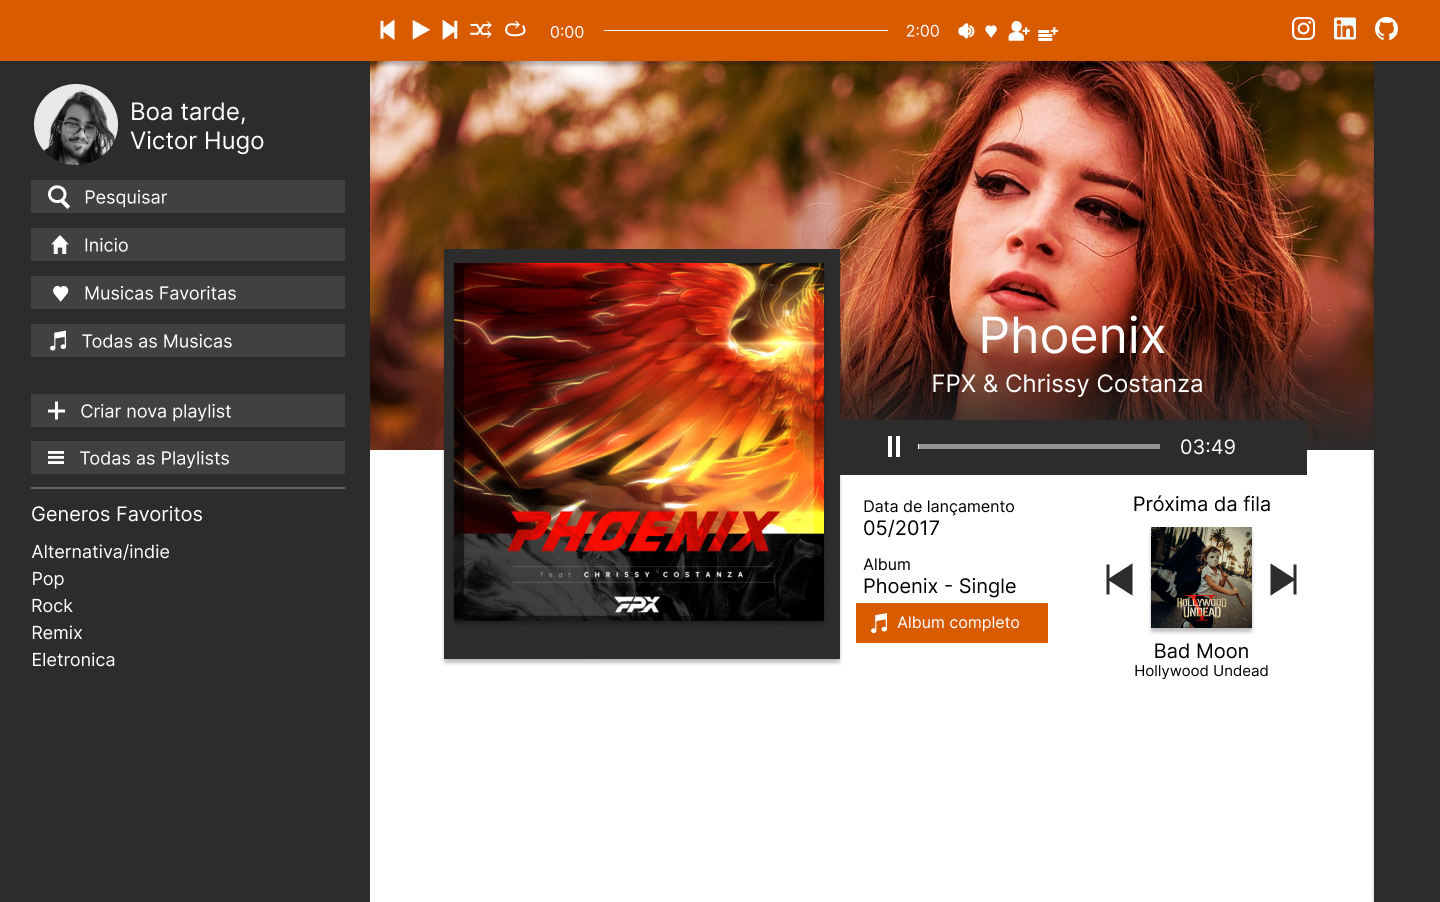 0:00
2:00
Boa tarde,
Victor Hugo
Pesquisar
Inicio
Musicas Favoritas
Todas as Musicas
Criar nova playlist
Todas as Playlists
Generos Favoritos
Alternativa/indie
Pop
Rock
Remix
Eletronica
PHOENIX
feat CHRISSY COSTANZA
FPX
Phoenix
FPX & Chrissy Costanza
03:49
Data de lançamento
05/2017
Album
Phoenix - Single
Album completo
Próxima da fila
HOLLYWOOD
UNDEAD
Bad Moon
Hollywood Undead